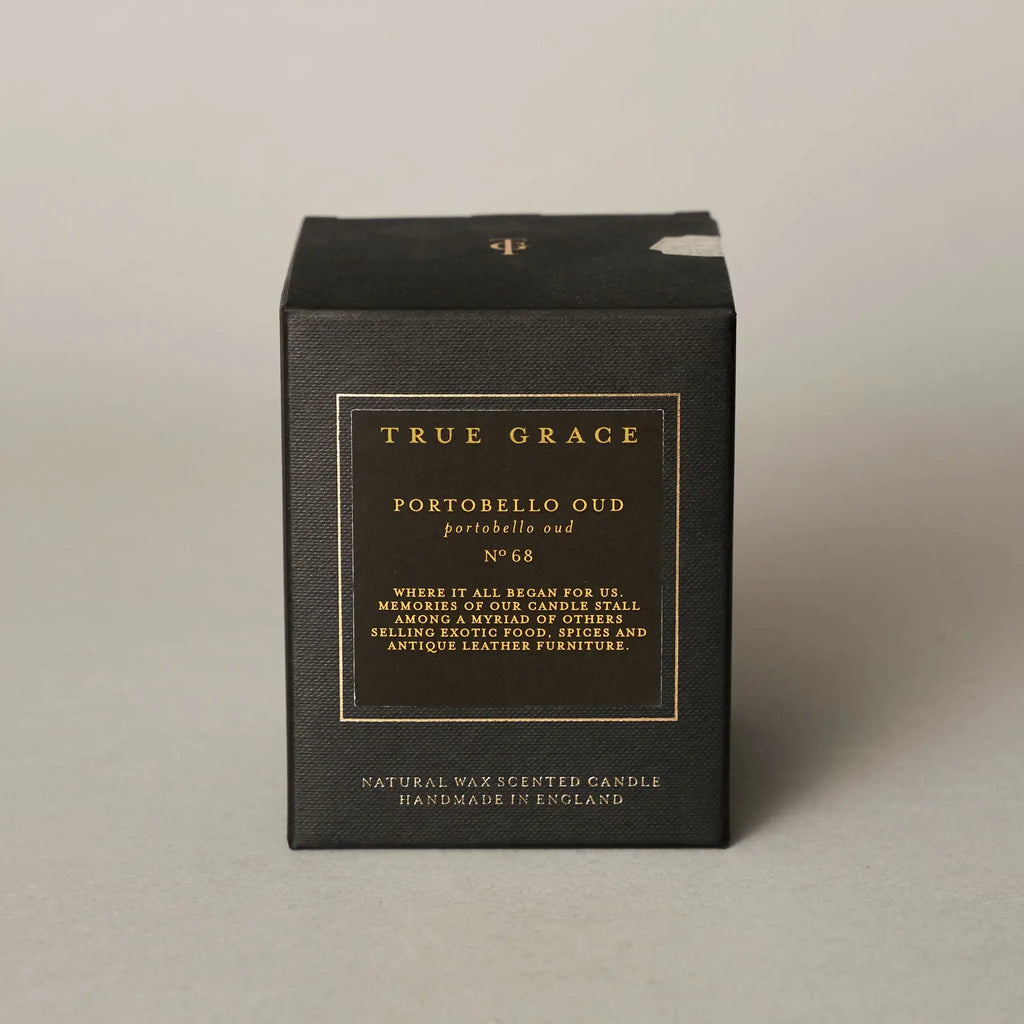 TG
TRUE GRACE
PORTOBELLO OUD
portobello oud
Nº 68
WHERE IT ALL BEGAN FOR US.
MEMORIES OF OUR CANDLE STALL
AMONG A MYRIAD OF OTHERS
SELLING EXOTIC FOOD, SPICES AND
ANTIQUE LEATHER FURNITURE.
NATURAL WAX SCENTED CANDLE
HANDMADE IN ENGLAND